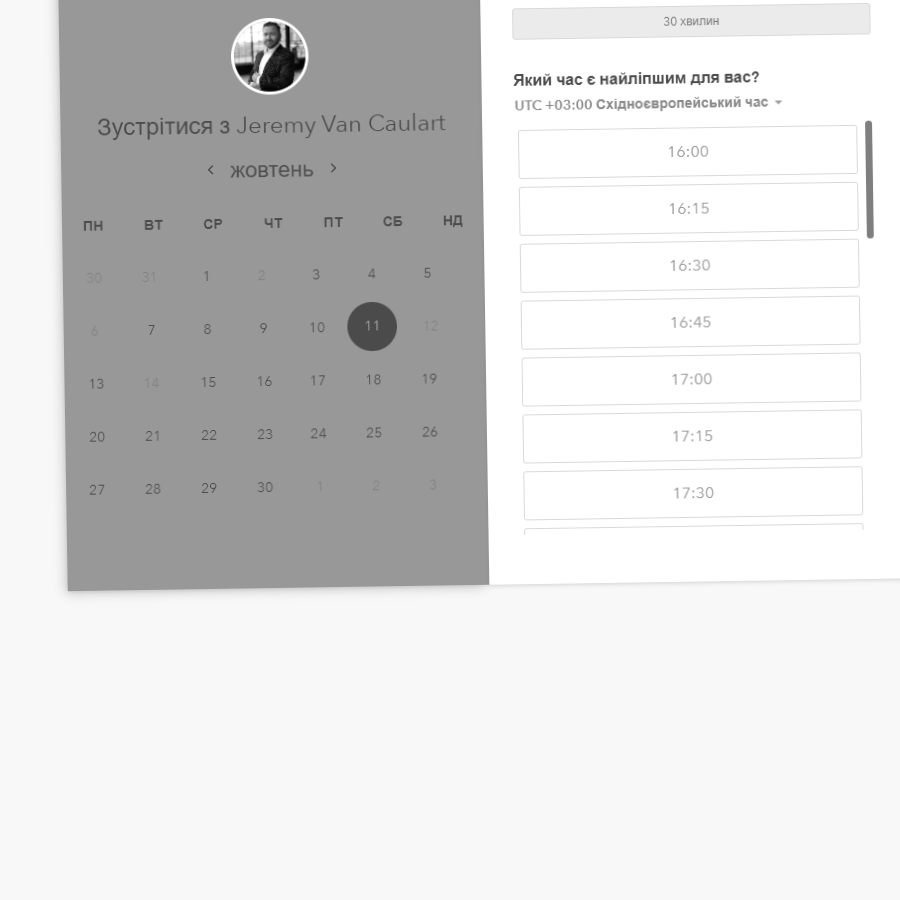 Зустрітися з Jeremy Van Caulart
жовтень
ПН ВТ СР ЧТ ПТ СБ НД
30 31 1 2 3 4 5
6 7 8 9 10 11 12
13 14 15 16 17 18 19
20 21 22 23 24 25 26
27 28 29 30 1 2 3
30 хвилин
Який час є найліпшим для вас?
UTC +03:00 Східноєвропейський час
16:00
16:15
16:30
16:45
17:00
17:15
17:30